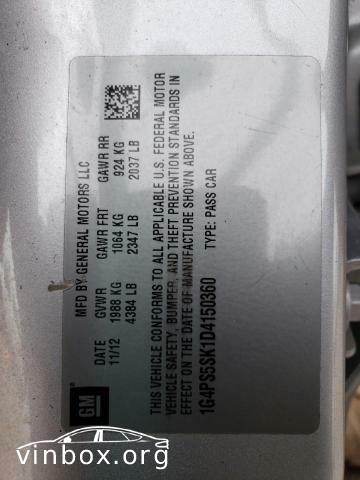 MFD BY GENERAL MOTORS LLC
DATE GVWR GAWR FRT GAWR RR
11/12 1988 KG 1064 KG 924 KG
4384 LB 2347 LB 2037 LB
THIS VEHICLE CONFORMS TO ALL APPLICABLE U.S. FEDERAL MOTOR
VEHICLE SAFETY, BUMPER, AND THEFT PREVENTION STANDARDS IN
EFFECT ON THE DATE OF MANUFACTURE SHOWN ABOVE.
1G4PS5SK1D4150360 TYPE: PASS CAR
GM
vinbox.org